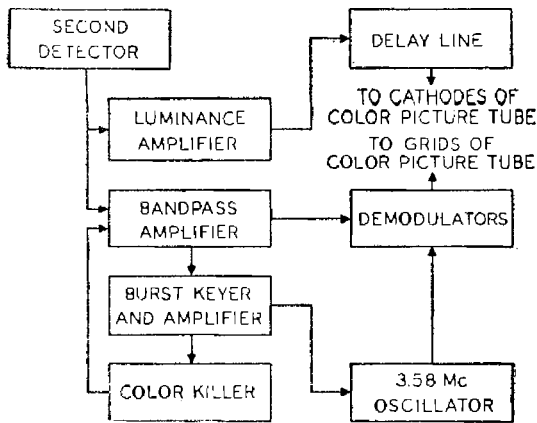 SECOND
DETECTOR
DELAY LINE
LUMINANCE
AMPLIFIER
TO CATHODES OF
COLOR PICTURE TUBE
TO GRIDS OF
COLOR PICTURE TUBE
BANDPASS
AMPLIFIER
DEMODULATORS
BURST KEYER
AND AMPLIFIER
COLOR KILLER
3.58 Mc
OSCILLATOR